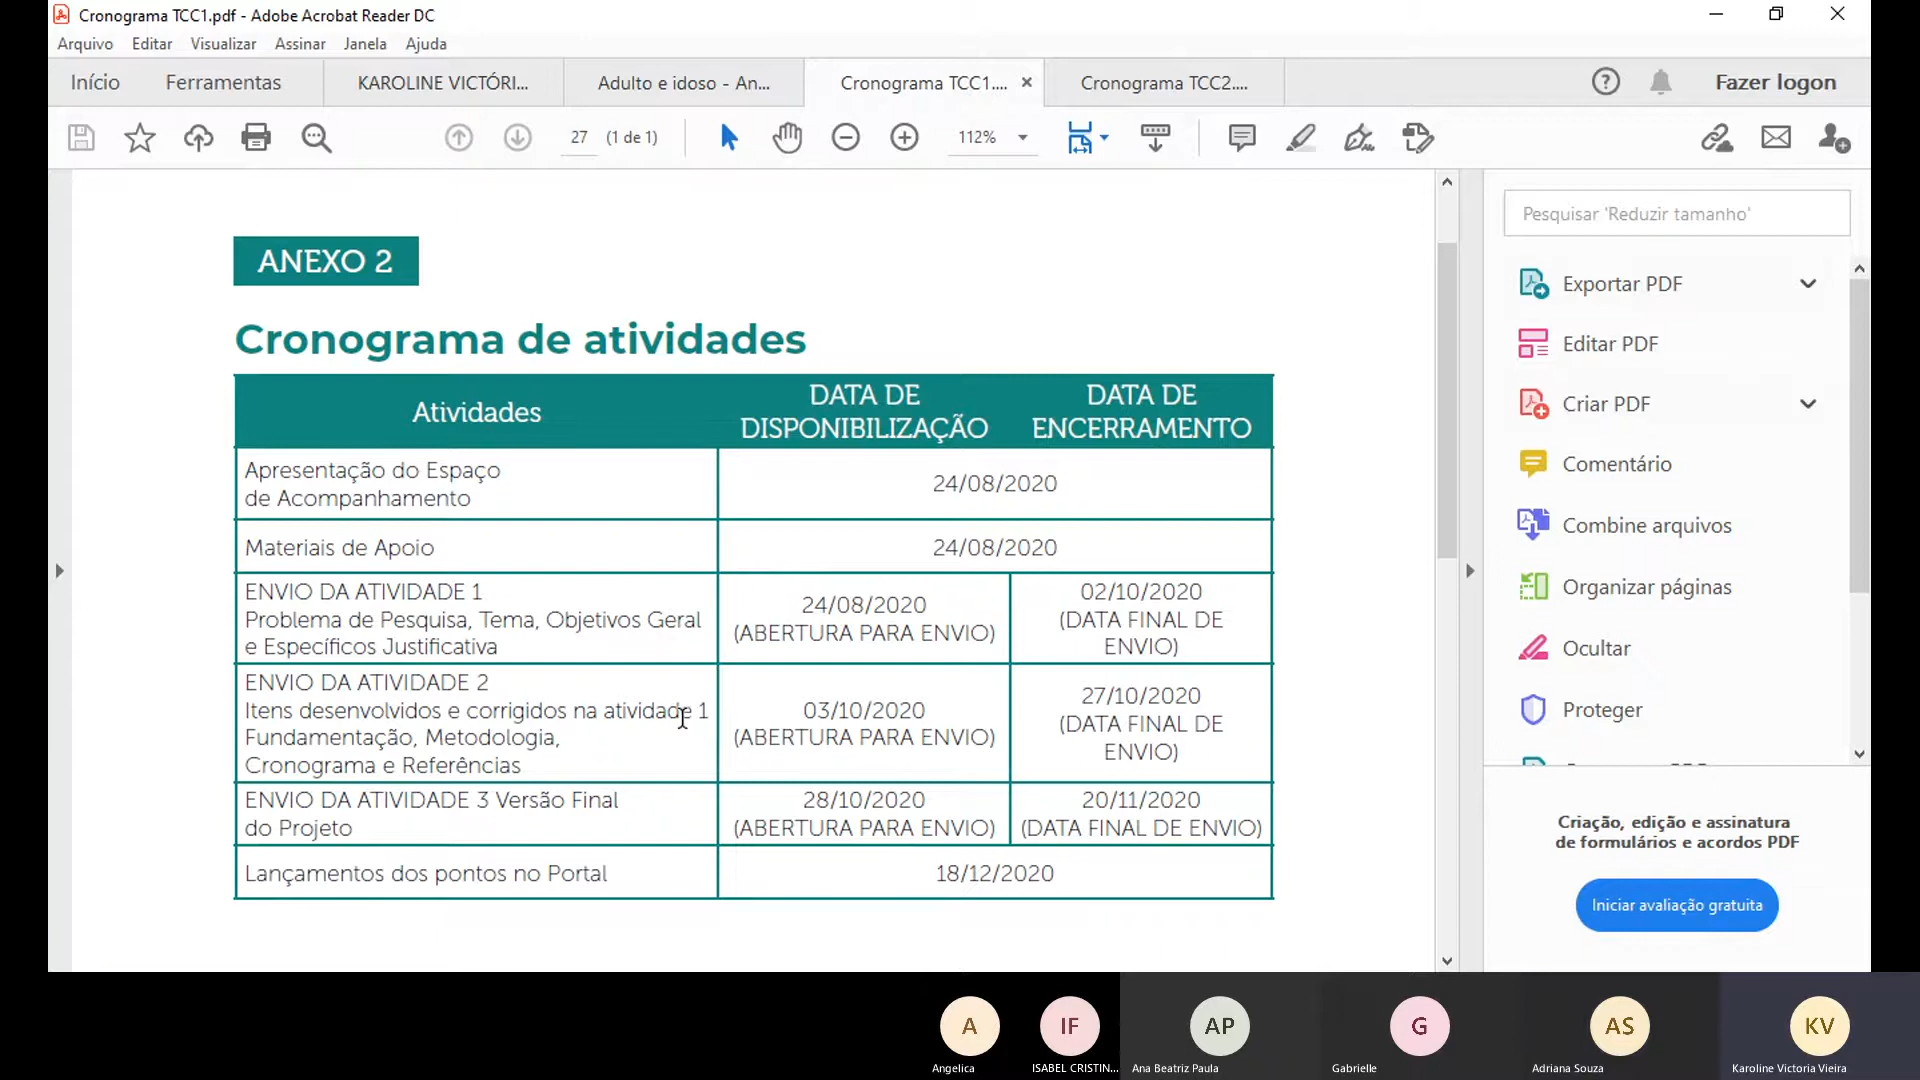 Cronograma TCC1.pdf - Adobe Acrobat Reader DC
Arquivo Editar Visualizar Assinar Janela Ajuda
Início Ferramentas KAROLINE VICTÓRI... Adulto e idoso - An... Cronograma TCC1.... Cronograma TCC2.... Fazer logon
27 (1 de 1) 112%
Pesquisar 'Reduzir tamanho'
Exportar PDF
Editar PDF
Criar PDF
Comentário
Combine arquivos
Organizar páginas
Ocultar
Proteger
Criação, edição e assinatura
de formulários e acordos PDF
Iniciar avaliação gratuita
ANEXO 2
Cronograma de atividades
Atividades
DATA DE
DISPONIBILIZAÇÃO
DATA DE
ENCERRAMENTO
Apresentação do Espaço
de Acompanhamento
24/08/2020
Materiais de Apoio
24/08/2020
ENVIO DA ATIVIDADE 1
Problema de Pesquisa, Tema, Objetivos Geral
e Específicos Justificativa
24/08/2020
(ABERTURA PARA ENVIO)
02/10/2020
(DATA FINAL DE
ENVIO)
ENVIO DA ATIVIDADE 2
Itens desenvolvidos e corrigidos na atividade 1
Fundamentação, Metodologia,
Cronograma e Referências
03/10/2020
(ABERTURA PARA ENVIO)
27/10/2020
(DATA FINAL DE
ENVIO)
ENVIO DA ATIVIDADE 3 Versão Final
do Projeto
28/10/2020
(ABERTURA PARA ENVIO)
20/11/2020
(DATA FINAL DE ENVIO)
Lançamentos dos pontos no Portal
18/12/2020
A IF AP G AS KV
Angelica ISABEL CRISTIN... Ana Beatriz Paula Gabrielle Adriana Souza Karoline Victoria Vieira